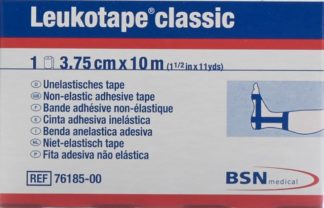 Leukotape® classic
1 3.75 cm x 10 m (1 1/2 in x 11 yds)
Unelastisches tape
Non-elastic adhesive tape
Bande adhésive non-élastique
Cinta adhesiva inelástica
Benda anelastica adesiva
Niet-elastisch tape
Fita adesiva não elástica
REF 76185-00
BSN medical